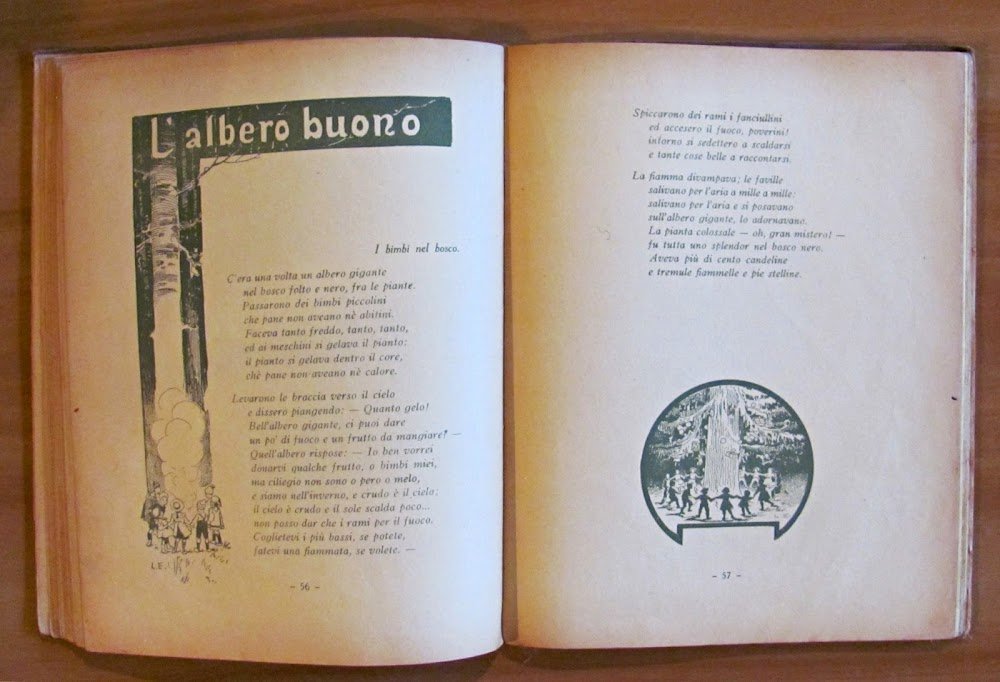 L'albero buono
I bimbi nel bosco.
C'era una volta un albero gigante
nel bosco folto e nero, fra le piante.
Passarono dei bimbi piccolini
che pane non aveano nè abitini.
Faceva tanto freddo, tanto, tanto,
ed ai meschini si gelava il pianto:
il pianto si gelava dentro il core,
chè pane non aveano nè calore.
Levarono le braccia verso il cielo
e dissero piangendo: — Quanto gelo!
Bell'albero gigante, ci puoi dare
un po' di fuoco e un frutto da mangiare? —
Quell'albero rispose: — Io ben vorrei
donarvi qualche frutto, o bimbi miei,
ma ciliegio non sono o pero o melo,
e siamo nell'inverno, e crudo è il cielo;
il cielo è crudo e il sole scalda poco...
non posso dar che i rami per il fuoco.
Coglietevi i più bassi, se potete,
fatevi una fiammata, se volete. —
L.E.
- 56 -
Spiccarono dei rami i fanciullini
ed accesero il fuoco, poverini!
intorno si sedettero a scaldarsi
e tante cose belle a raccontarsi.
La fiamma divampava; le faville
salivano per l'aria a mille a mille:
salivano per l'aria e si posavano
sull'albero gigante, lo adornavano.
La pianta colossale — oh, gran mistero! —
fu tutta uno splendor nel bosco nero.
Aveva più di cento candeline
e tremule fiammelle e pie stelline.
- 57 -